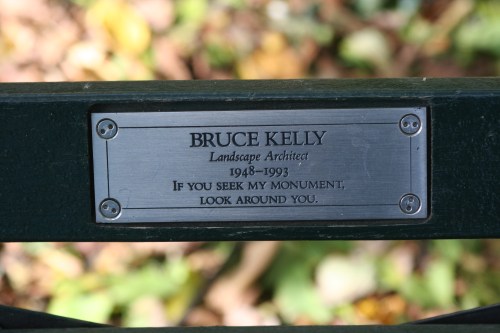 BRUCE KELLY
Landscape Architect
1948–1993
IF YOU SEEK MY MONUMENT,
LOOK AROUND YOU.